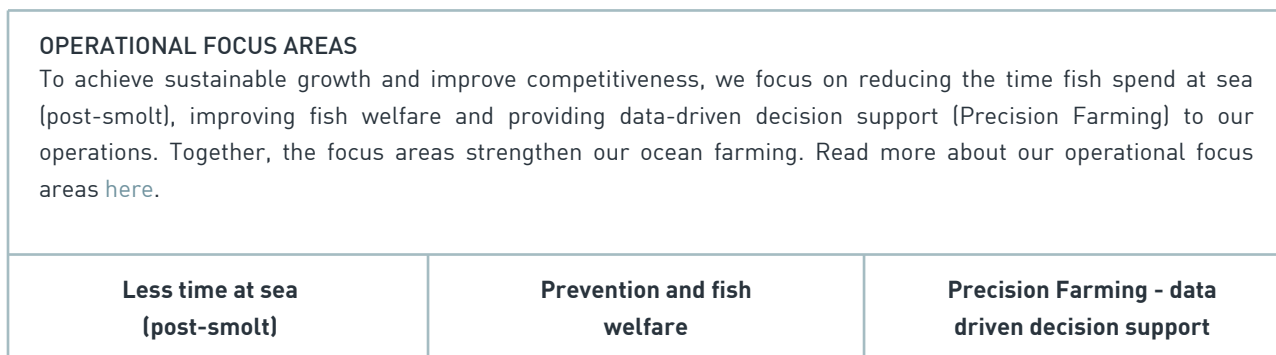 OPERATIONAL FOCUS AREAS
To achieve sustainable growth and improve competitiveness, we focus on reducing the time fish spend at sea
(post-smolt), improving fish welfare and providing data-driven decision support (Precision Farming) to our
operations. Together, the focus areas strengthen our ocean farming. Read more about our operational focus
areas here.
Less time at sea
(post-smolt)
Prevention and fish
welfare
Precision Farming - data
driven decision support